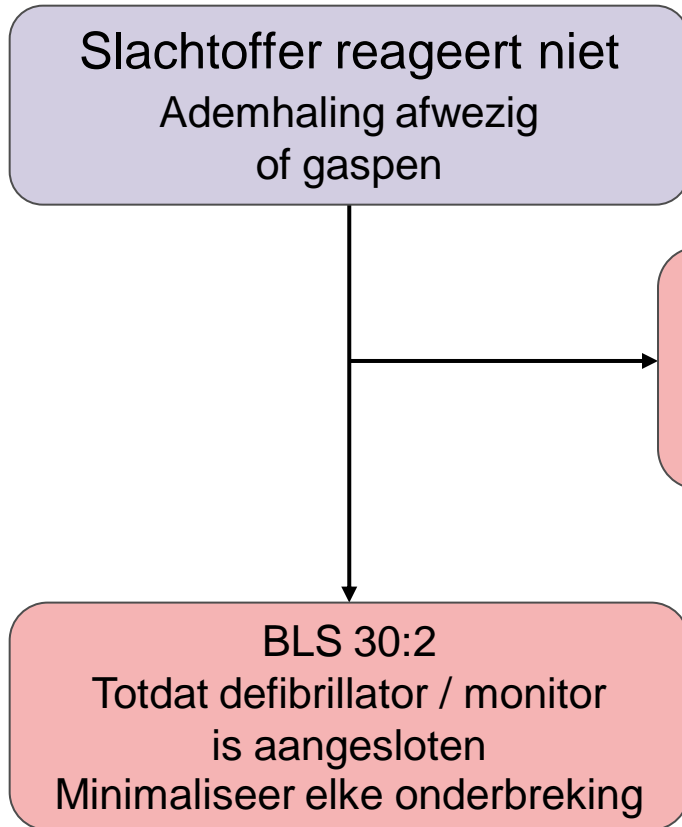 Slachtoffer reageert niet
Ademhaling afwezig
of gaspen
BLS 30:2
Totdat defibrillator / monitor
is aangesloten
Minimaliseer elke onderbreking